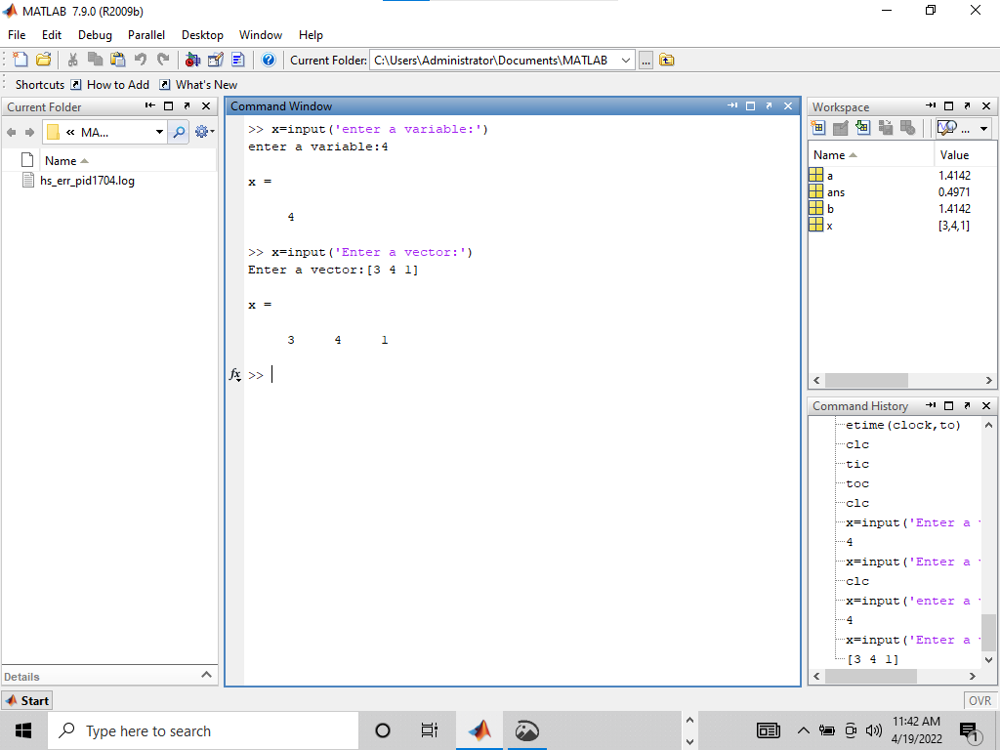 MATLAB 7.9.0 (R2009b)
File Edit Debug Parallel Desktop Window Help
Current Folder: C:\Users\Administrator\Documents\MATLAB ...
Shortcuts How to Add What's New
Current Folder
« MA...
Name
hs_err_pid1704.log
Details
Command Window
>> x=input('enter a variable:')
enter a variable:4
x =
4
>> x=input('Enter a vector:')
Enter a vector:[3 4 1]
x =
3 4 1
fx >>
Workspace
...
Name Value
a 1.4142
ans 0.4971
b 1.4142
x [3,4,1]
Command History
etime(clock,to)
clc
tic
toc
clc
x=input('Enter a
4
x=input('Enter a
clc
x=input('enter a
4
x=input('Enter a
[3 4 1]
Start
OVR
Type here to search
11:42 AM
4/19/2022
1